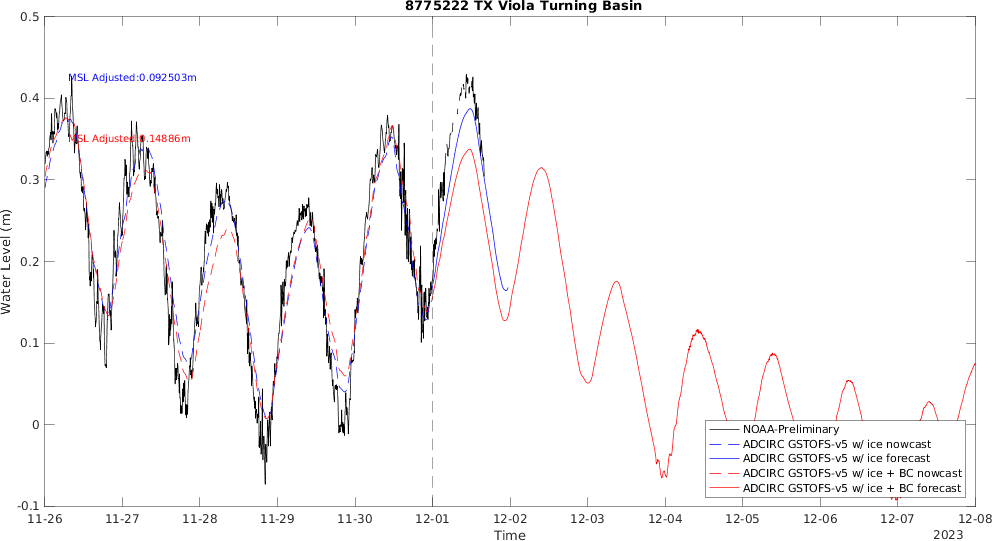 8775222 TX Viola Turning Basin
0.5
0.4
0.3
0.2
0.1
0
-0.1
Water Level (m)
MSL Adjusted:0.092503m
MSL Adjusted:0.14886m
NOAA-Preliminary
ADCIRC GSTOFS-v5 w/ ice nowcast
ADCIRC GSTOFS-v5 w/ ice forecast
ADCIRC GSTOFS-v5 w/ ice + BC nowcast
ADCIRC GSTOFS-v5 w/ ice + BC forecast
11-26 11-27 11-28 11-29 11-30 12-01 12-02 12-03 12-04 12-05 12-06 12-07 12-08
Time
2023